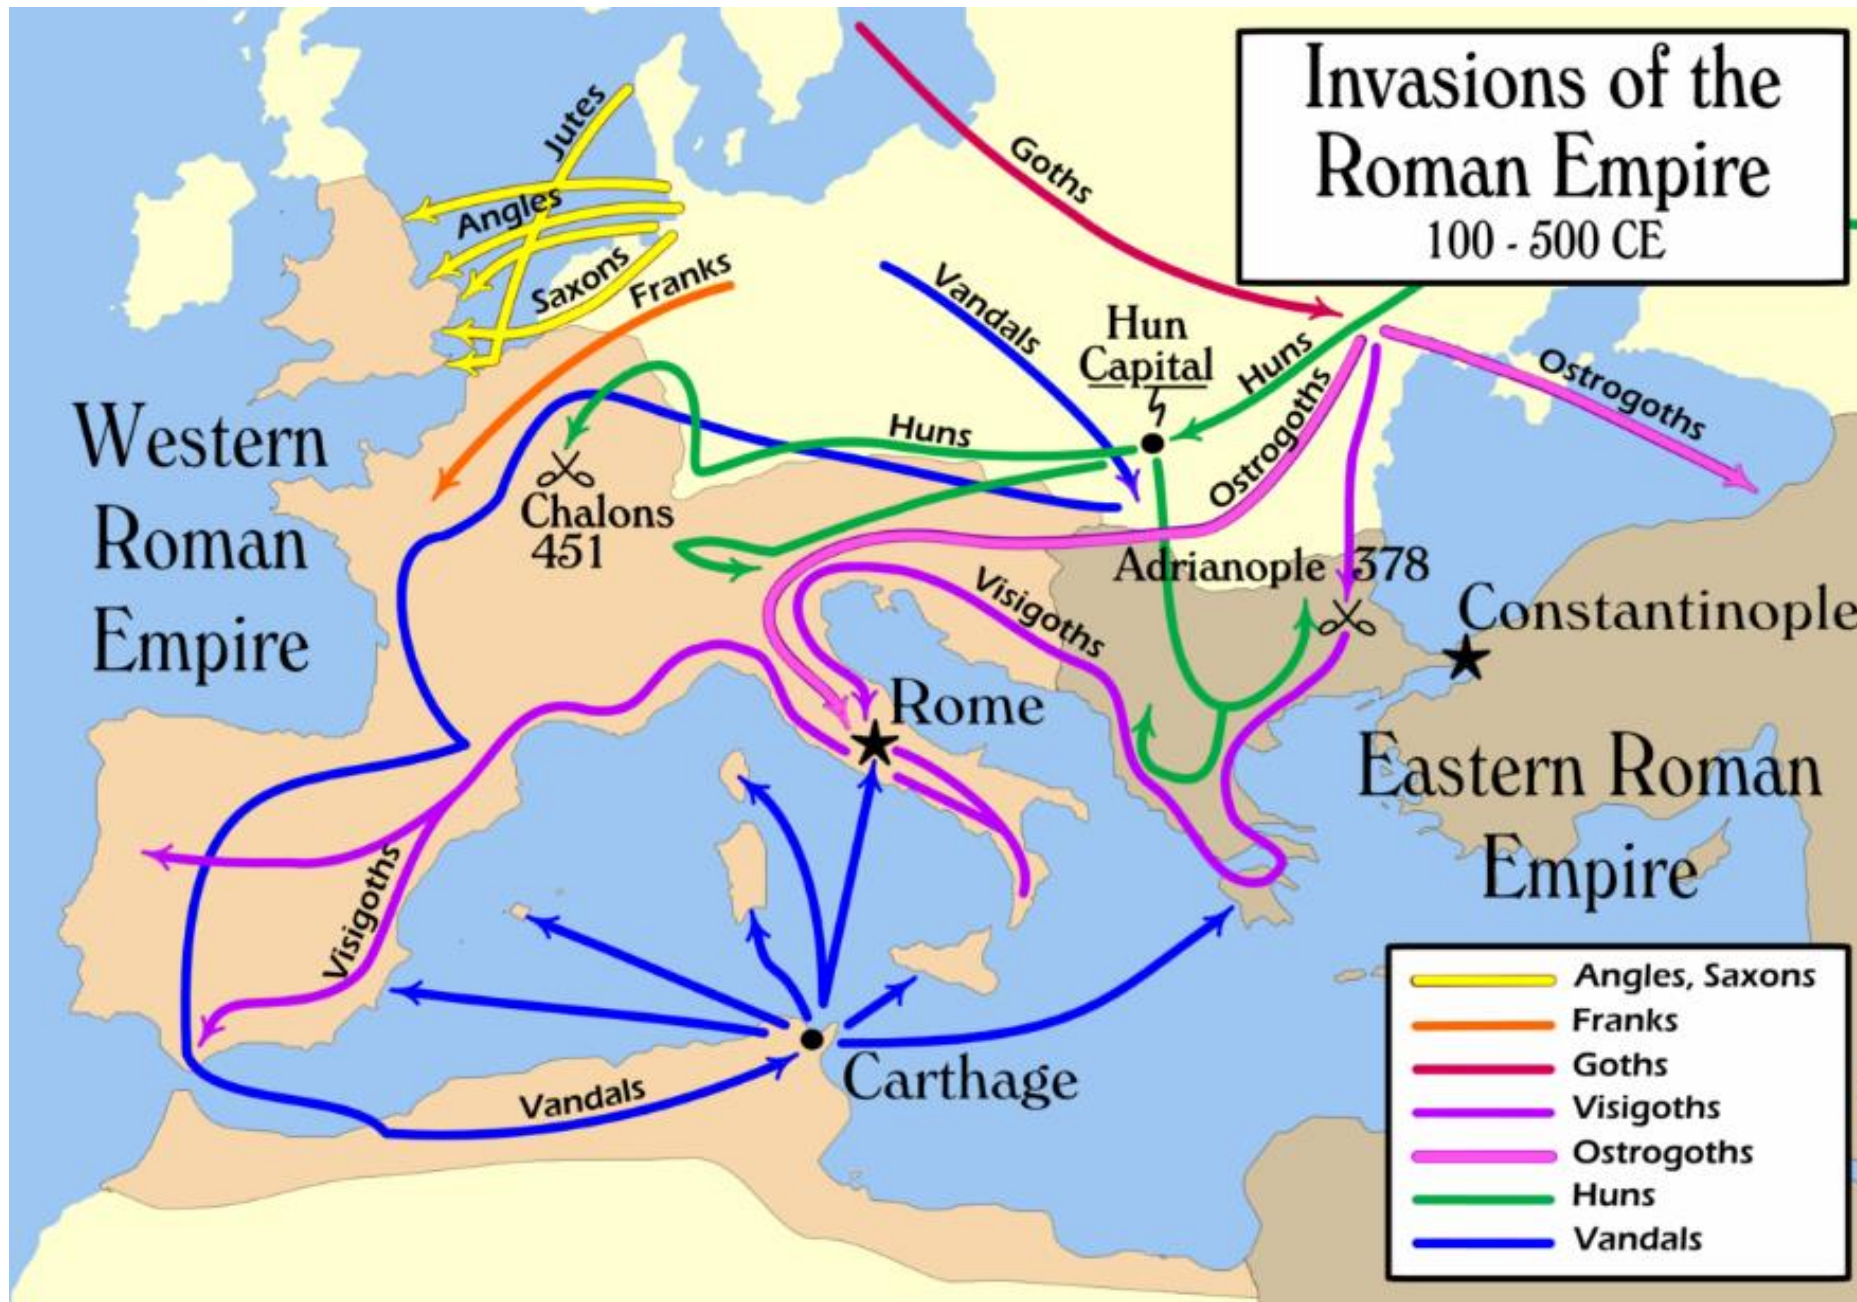 Invasions of the
Roman Empire
100 - 500 CE
Jutes
Angles
Saxons
Franks
Goths
Vandals
Hun
Capital
Huns
Ostrogoths
Ostrogoths
Huns
Western
Roman
Empire
Chalons
451
Adrianople 378
Constantinople
Visigoths
Rome
Eastern Roman
Empire
Visigoths
Carthage
Vandals
Angles, Saxons
Franks
Goths
Visigoths
Ostrogoths
Huns
Vandals